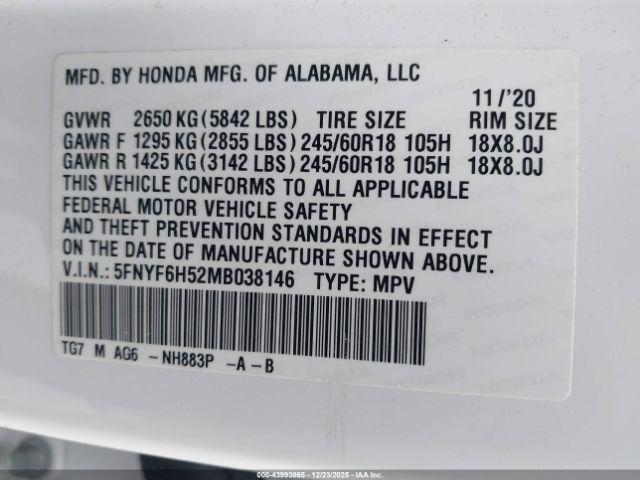 MFD. BY HONDA MFG. OF ALABAMA, LLC
11/'20
GVWR 2650 KG (5842 LBS) TIRE SIZE RIM SIZE
GAWR F 1295 KG (2855 LBS) 245/60R18 105H 18X8.0J
GAWR R 1425 KG (3142 LBS) 245/60R18 105H 18X8.0J
THIS VEHICLE CONFORMS TO ALL APPLICABLE
FEDERAL MOTOR VEHICLE SAFETY
AND THEFT PREVENTION STANDARDS IN EFFECT
ON THE DATE OF MANUFACTURE SHOWN ABOVE.
V.I.N.: 5FNYF6H52MB038146 TYPE: MPV
TG7 M AG6 -NH883P -A-B
000-43993865 - 12/23/2025 - IAAI.COM